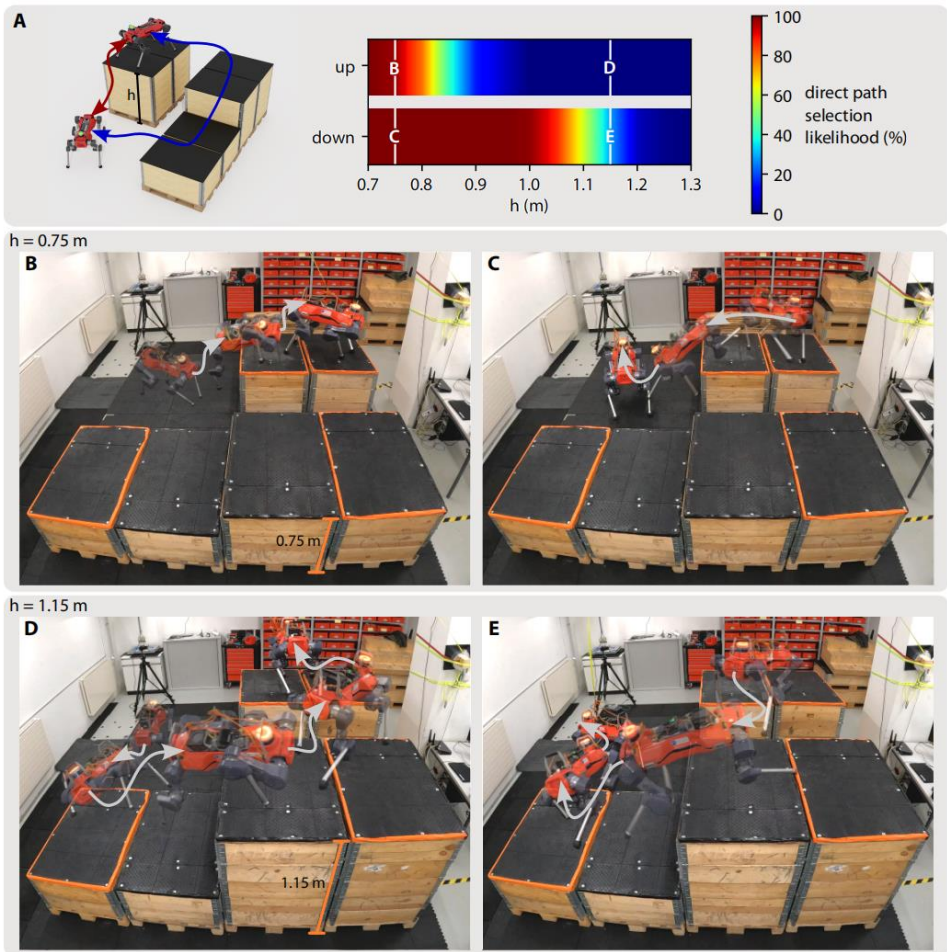 A
h
up
down
B
D
C
E
0.7 0.8 0.9 1.0 1.1 1.2 1.3
h (m)
100
80
60
40
20
0
direct path
selection
likelihood (%)
h = 0.75 m
B
C
0.75 m
h = 1.15 m
D
E
1.15 m